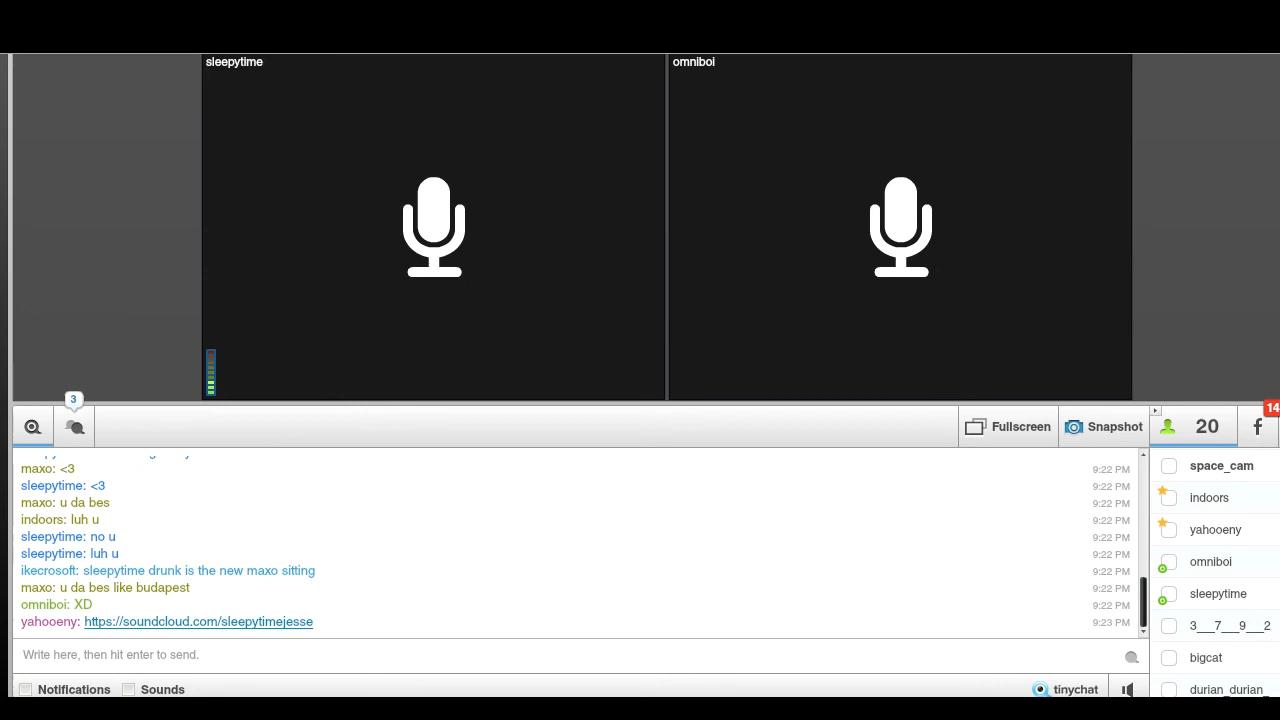 sleepytime
omniboi
3
Fullscreen
Snapshot
20
14
maxo: <3
9:22 PM
sleepytime: <3
9:22 PM
maxo: u da bes
9:22 PM
indoors: luh u
9:22 PM
sleepytime: no u
9:22 PM
sleepytime: luh u
9:22 PM
ikecrosoft: sleepytime drunk is the new maxo sitting
9:22 PM
maxo: u da bes like budapest
9:22 PM
omniboi: XD
9:22 PM
yahooeny: https://soundcloud.com/sleepytimejesse
9:23 PM
Write here, then hit enter to send.
Notifications
Sounds
tinychat
space_cam
indoors
yahooeny
omniboi
sleepytime
3___7___9___2
bigcat
durian_durian_